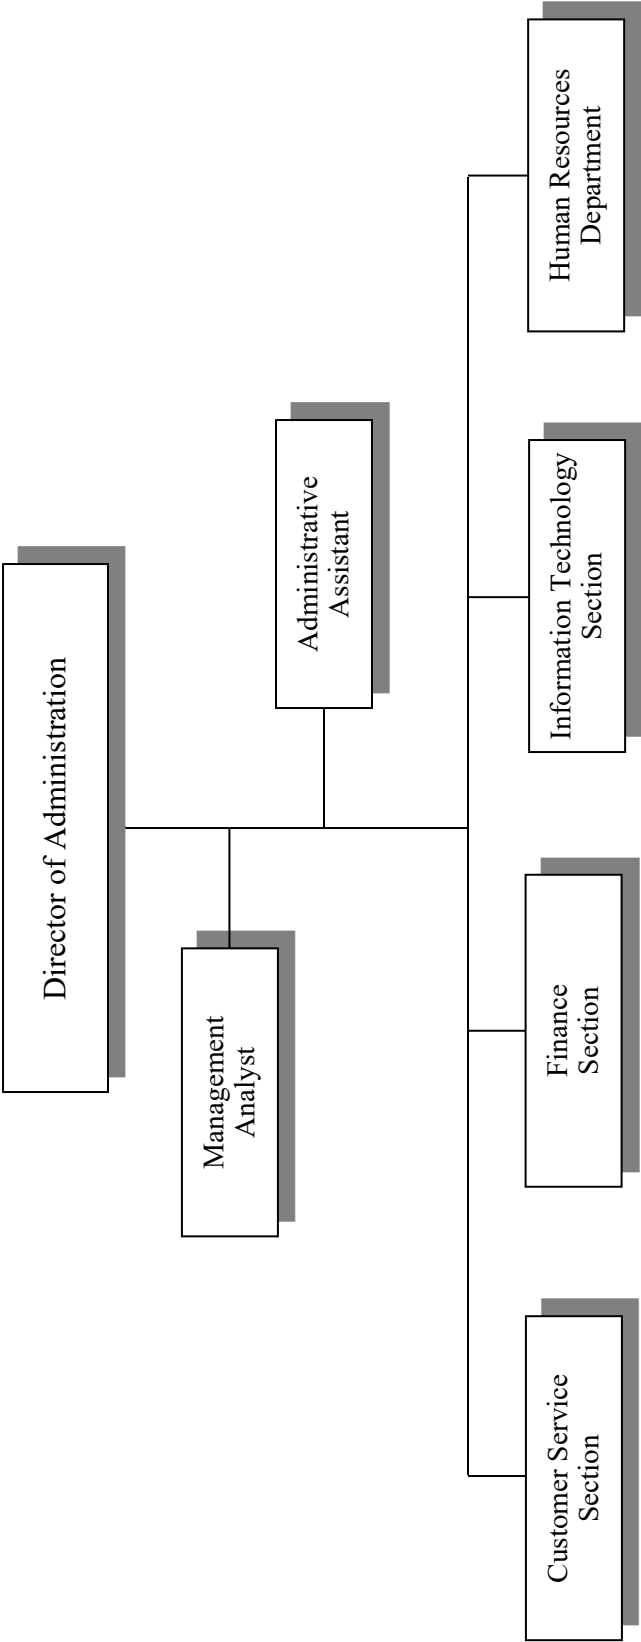 Director of Administration
Management
Analyst
Administrative
Assistant
Customer Service
Section
Finance
Section
Information Technology
Section
Human Resources
Department